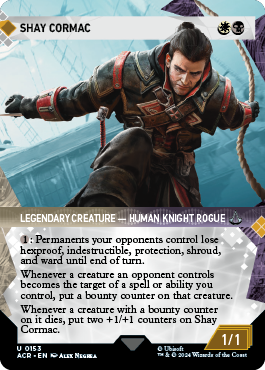 SHAY CORMAC
LEGENDARY CREATURE — HUMAN KNIGHT ROGUE
1: Permanents your opponents control lose
hexproof, indestructible, protection, shroud,
and ward until end of turn.
Whenever a creature an opponent controls
becomes the target of a spell or ability you
control, put a bounty counter on that creature.
Whenever a creature with a bounty counter
on it dies, put two +1/+1 counters on Shay
Cormac.
1/1
U 0153
ACR • EN ALEX NEGREA
© Ubisoft
™ & © 2024 Wizards of the Coast